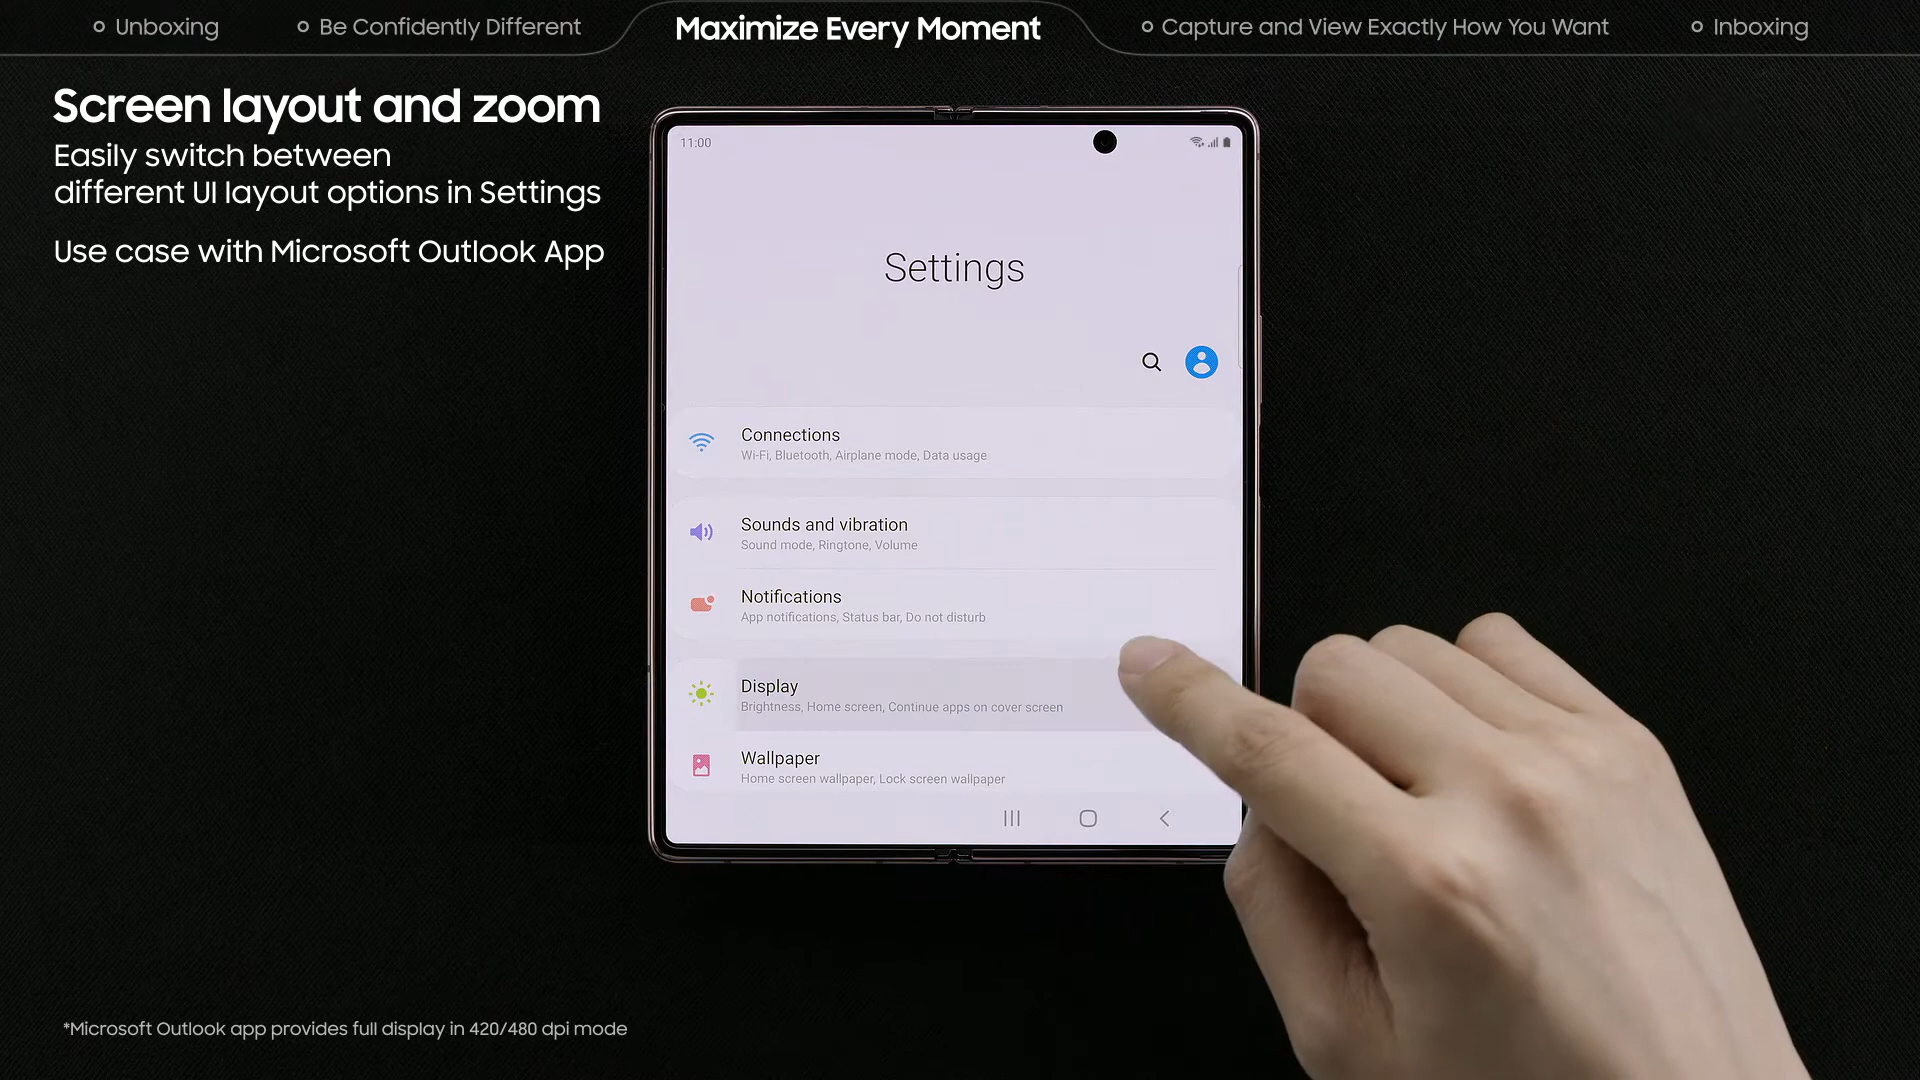 Unboxing
Be Confidently Different
Maximize Every Moment
Capture and View Exactly How You Want
Inboxing
Screen layout and zoom
Easily switch between
different UI layout options in Settings
Use case with Microsoft Outlook App
11:00
Settings
Connections
Wi-Fi, Bluetooth, Airplane mode, Data usage
Sounds and vibration
Sound mode, Ringtone, Volume
Notifications
App notifications, Status bar, Do not disturb
Display
Brightness, Home screen, Continue apps on cover screen
Wallpaper
Home screen wallpaper, Lock screen wallpaper
*Microsoft Outlook app provides full display in 420/480 dpi mode